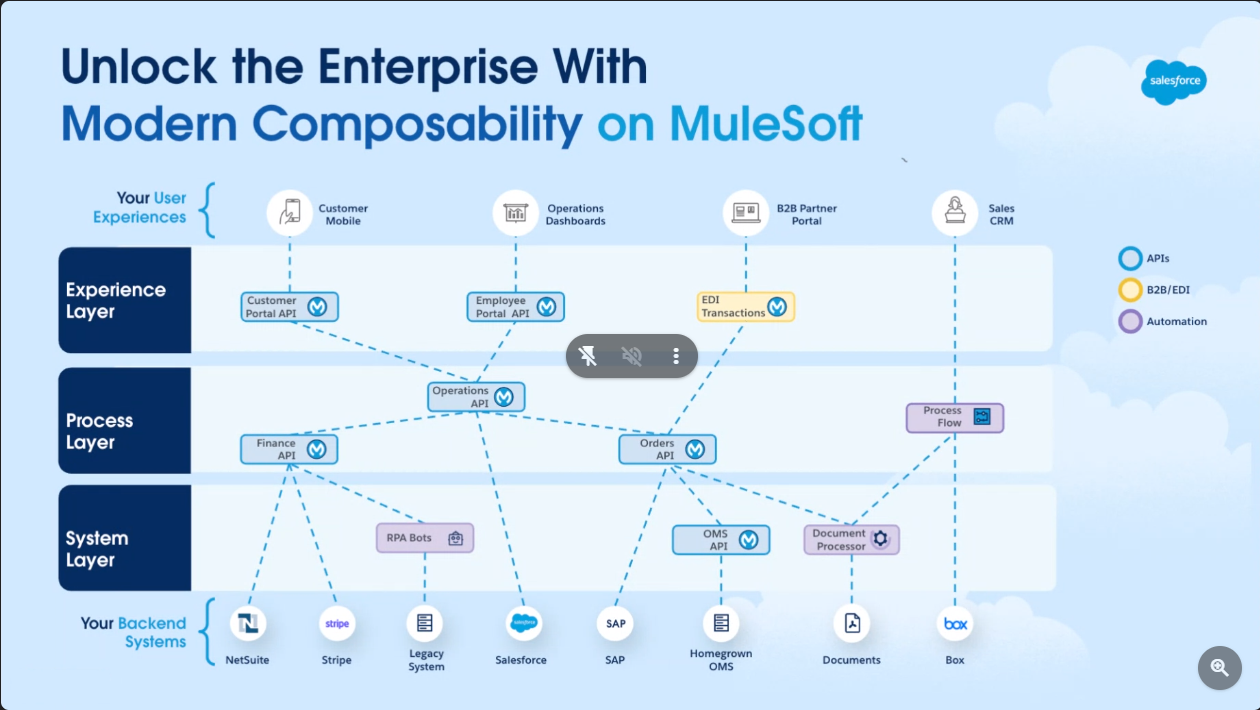 Unlock the Enterprise With
Modern Composability on MuleSoft
salesforce
Your User
Experiences
Customer
Mobile
Operations
Dashboards
B2B Partner
Portal
Sales
CRM
Experience
Layer
Customer
Portal API
Employee
Portal API
EDI
Transactions
APIs
B2B/EDI
Automation
Process
Layer
Operations
API
Finance
API
Orders
API
Process
Flow
System
Layer
RPA Bots
OMS
API
Document
Processor
Your Backend
Systems
N
stripe
salesforce
SAP
box
NetSuite
Stripe
Legacy
System
Salesforce
SAP
Homegrown
OMS
Documents
Box